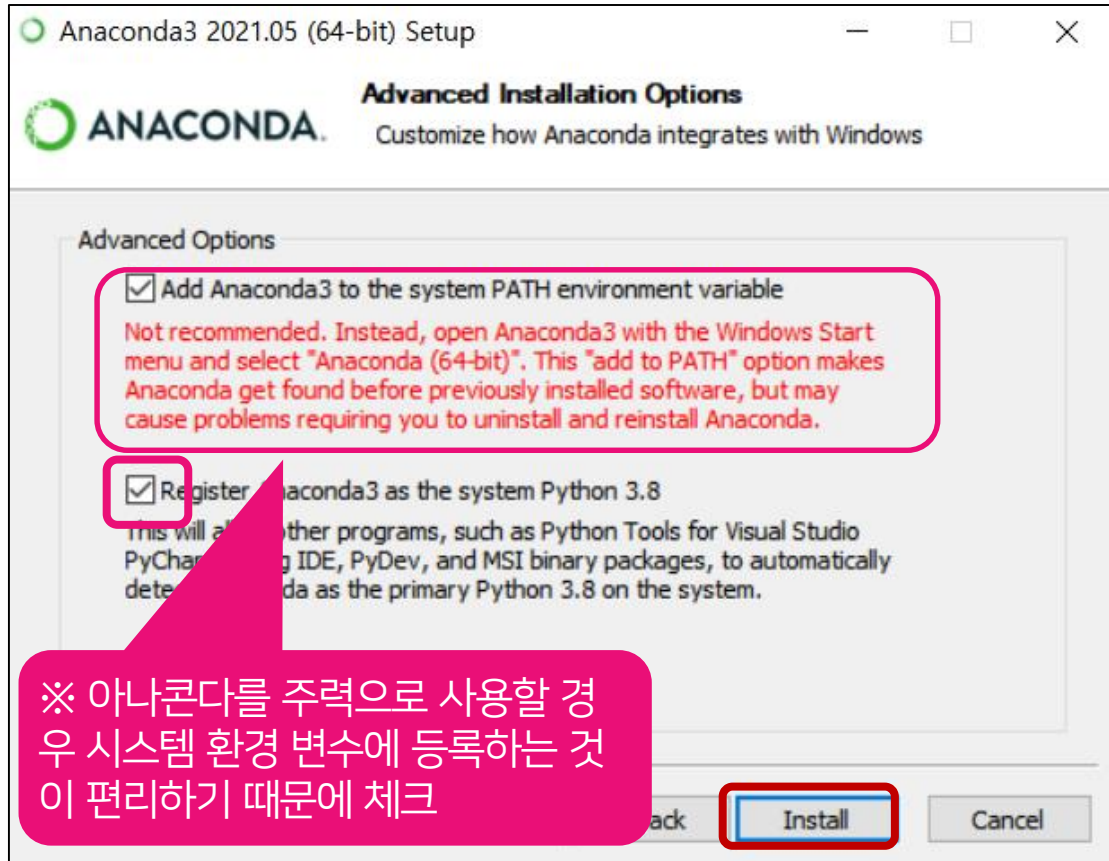 Anaconda3 2021.05 (64-bit) Setup
ANACONDA.
Advanced Installation Options
Customize how Anaconda integrates with Windows
Advanced Options
Add Anaconda3 to the system PATH environment variable
Not recommended. Instead, open Anaconda3 with the Windows Start
menu and select "Anaconda (64-bit)". This "add to PATH" option makes
Anaconda get found before previously installed software, but may
cause problems requiring you to uninstall and reinstall Anaconda.
Register Anaconda3 as the system Python 3.8
This will other programs, such as Python Tools for Visual Studio
IDE, PyDev, and MSI binary packages, to automatically
as the primary Python 3.8 on the system.
※ 아나콘다를 주력으로 사용할 경
우 시스템 환경 변수에 등록하는 것
이 편리하기 때문에 체크
Install
Cancel